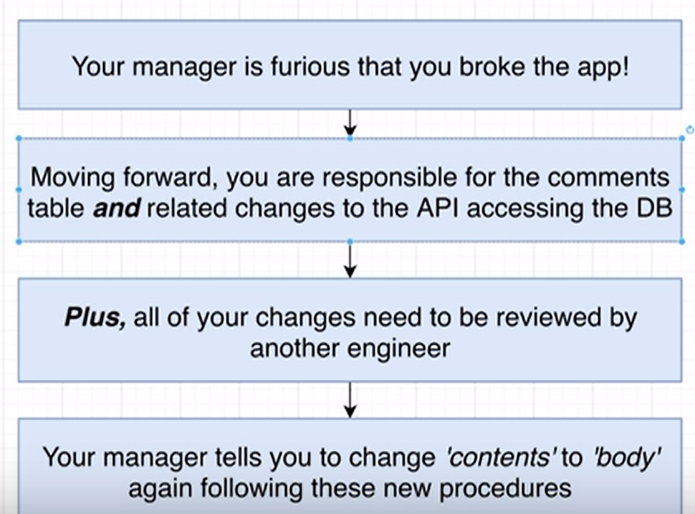 Your manager is furious that you broke the app!
Moving forward, you are responsible for the comments
table and related changes to the API accessing the DB
Plus, all of your changes need to be reviewed by
another engineer
Your manager tells you to change 'contents' to 'body'
again following these new procedures